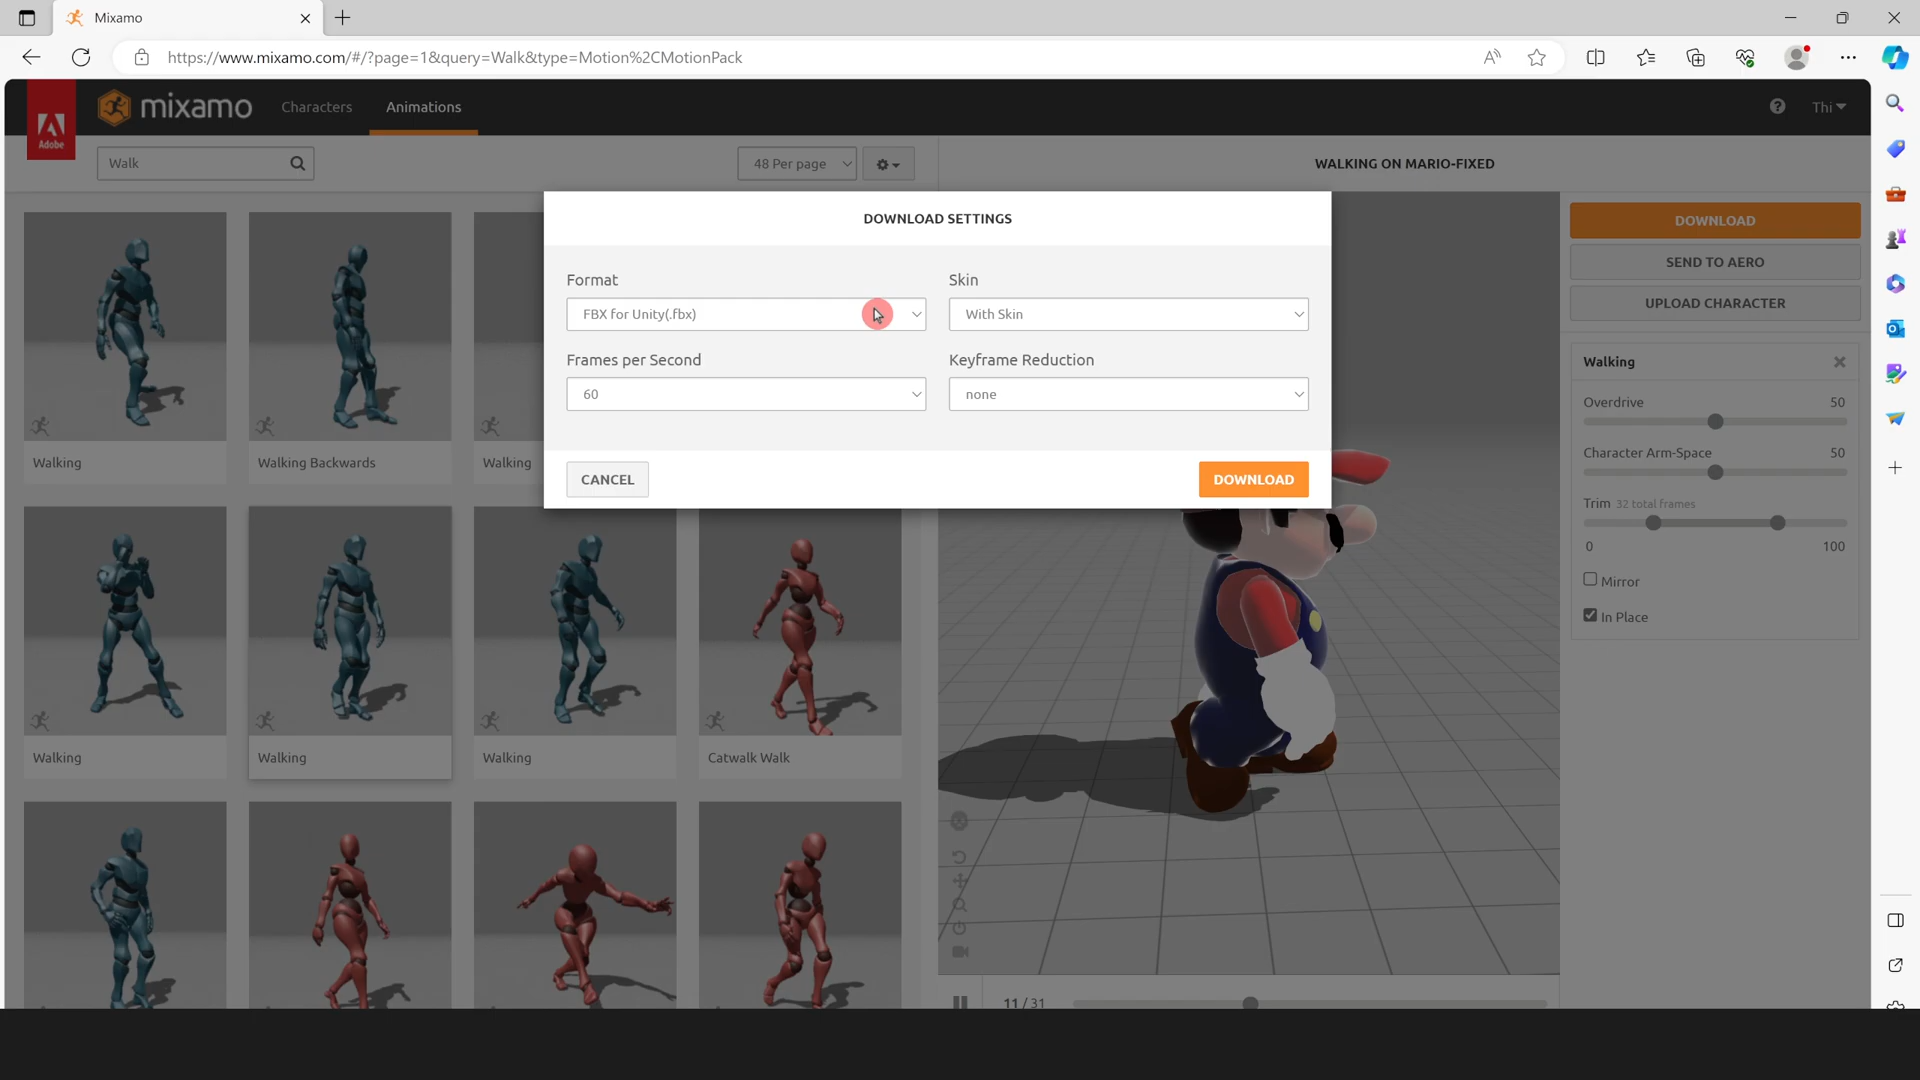 Mixamo
https://www.mixamo.com/#/?page=1&query=Walk&type=Motion%2CMotionPack
Adobe
mixamo
Characters
Animations
Thi
Walk
48 Per page
WALKING ON MARIO-FIXED
DOWNLOAD SETTINGS
Format
Skin
FBX for Unity(.fbx)
With Skin
Frames per Second
Keyframe Reduction
60
none
CANCEL
DOWNLOAD
DOWNLOAD
SEND TO AERO
UPLOAD CHARACTER
Walking
Overdrive 50
Character Arm-Space 50
Trim 32 total frames
0 100
Mirror
In Place
Walking
Walking Backwards
Walking
Walking
Walking
Walking
Catwalk Walk
11 / 31